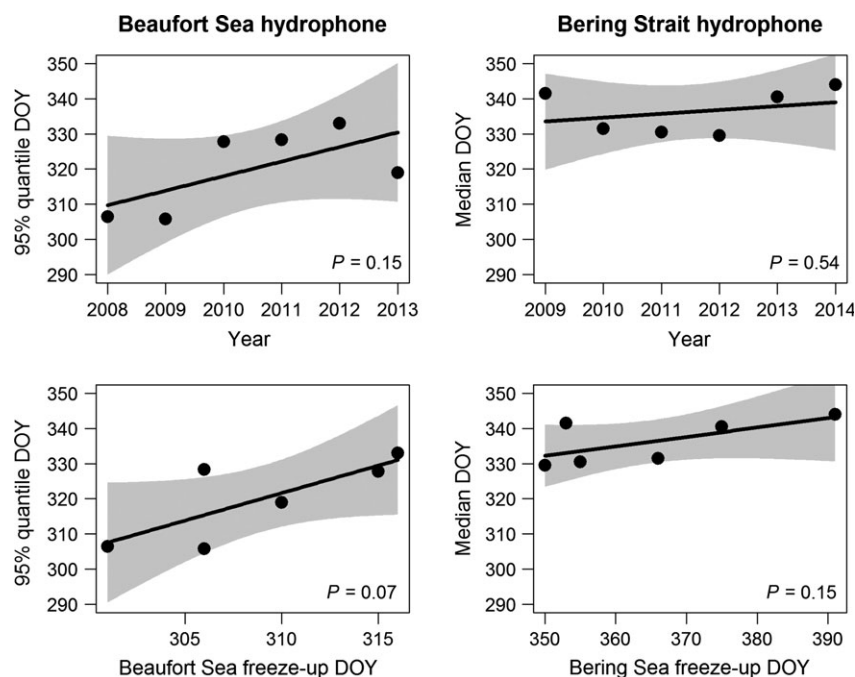 Beaufort Sea hydrophone
350
340
330
320
310
300
290
95% quantile DOY
P = 0.15
2008 2009 2010 2011 2012 2013
Year
Bering Strait hydrophone
350
340
330
320
310
300
290
Median DOY
P = 0.54
2009 2010 2011 2012 2013 2014
Year
350
340
330
320
310
300
290
95% quantile DOY
P = 0.07
305 310 315
Beaufort Sea freeze-up DOY
350
340
330
320
310
300
290
Median DOY
P = 0.15
350 360 370 380 390
Bering Sea freeze-up DOY